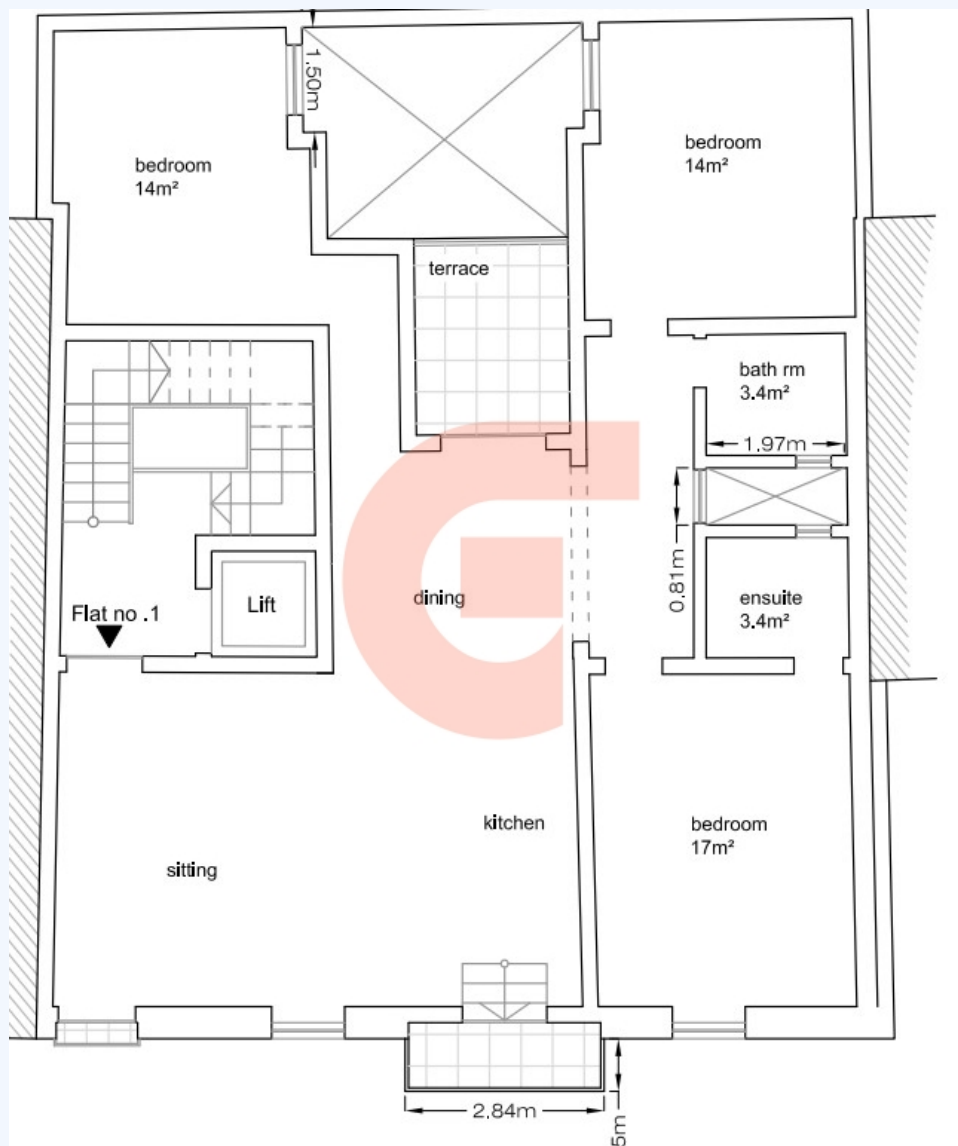 1.50m
bedroom
14m²
bedroom
14m²
terrace
bath rm
3.4m²
1.97m
0.81m
Flat no .1
Lift
dining
ensuite
3.4m²
kitchen
bedroom
17m²
sitting
2.84m
5m